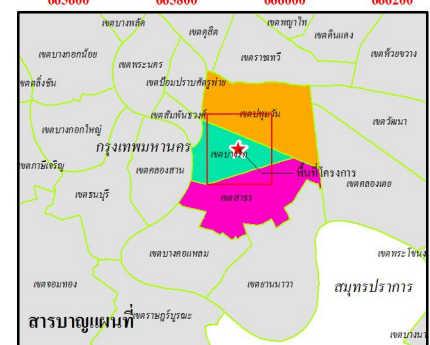 665600 665800 666000 666200
เขตบางพลัด
เขตดุสิต
เขตพญาไท
เขตดินแดง
เขตบางกอกน้อย
เขตพระนคร
เขตราชเทวี
เขตห้วยขวาง
เขตตลิ่งชัน
เขตป้อมปราบศัตรูพ่าย
เขตสัมพันธวงศ์
เขตปทุมวัน
เขตบางกอกใหญ่
เขตวัฒนา
กรุงเทพมหานคร
เขตบางรัก
เขตภาษีเจริญ
เขตคลองสาน
พื้นที่โครงการ
เขตธนบุรี
เขตสาทร
เขตคลองเตย
เขตบางคอแหลม
เขตพระโขนง
เขตจอมทอง
เขตยานนาวา
สมุทรปราการ
สารบาญแผนที่
เขตราษฎร์บูรณะ
เขตบางนา